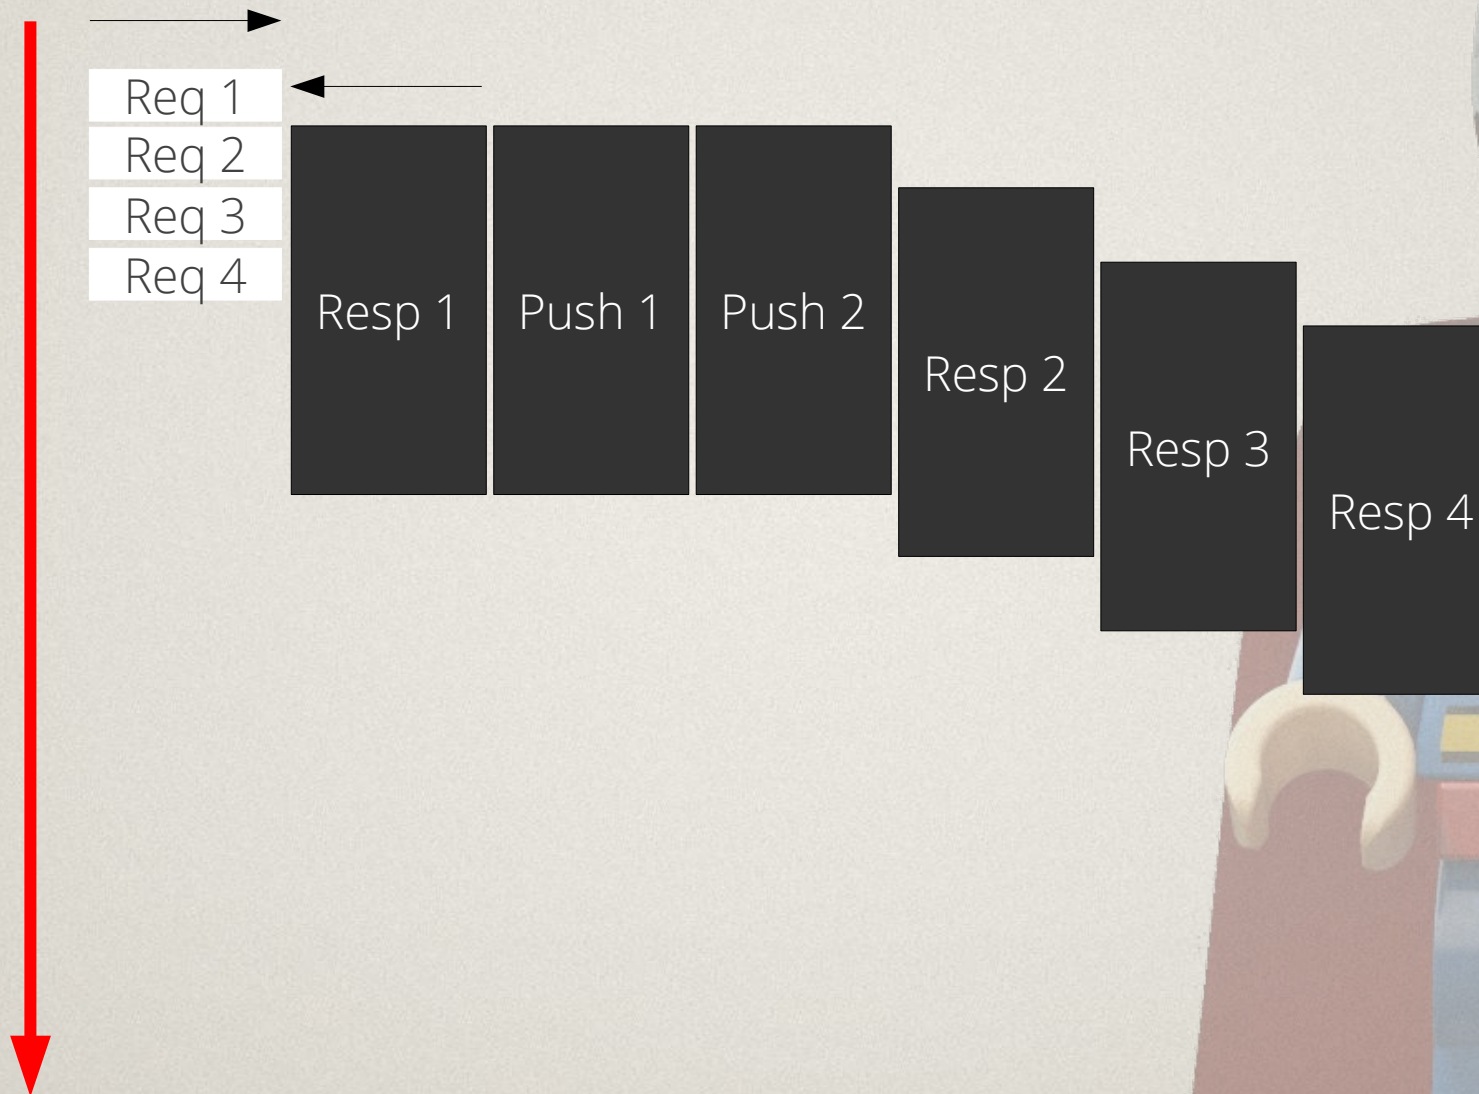 Req 1
Req 2
Req 3
Req 4
Resp 1
Push 1
Push 2
Resp 2
Resp 3
Resp 4